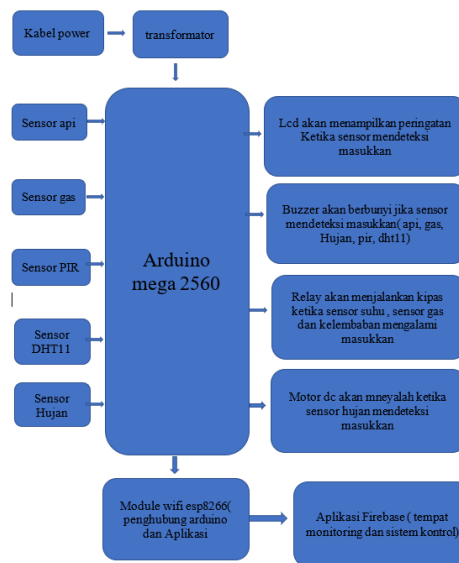 Kabel power
transformator
Sensor api
Sensor gas
Sensor PIR
Sensor
DHT11
Sensor
Hujan
Arduino
mega 2560
Lcd akan menampilkan peringatan
Ketika sensor mendeteksi
masukkan
Buzzer akan berbunyi jika sensor
mendeteksi masukkan( api, gas,
Hujan, pir, dht11)
Relay akan menjalankan kipas
ketika sensor suhu , sensor gas
dan kelembaban mengalami
masukkan
Motor dc akan mneyalah ketika
sensor hujan mendeteksi
masukkan
Module wifi esp8266(
penghubung arduino
dan Aplikasi
Aplikasi Firebase ( tempat
monitoring dan sistem kontrol)